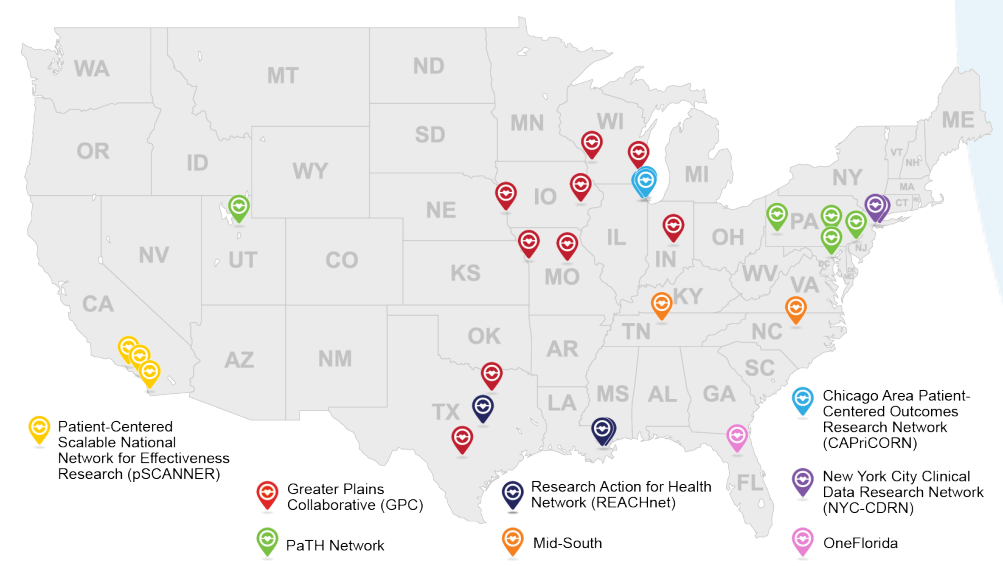 WA
MT
ND
MN
WI
MI
ME
VT
NH
NY
MA
CT
RI
OR
ID
WY
SD
NE
IO
IL
IN
OH
PA
NJ
NV
UT
CO
KS
MO
KY
WV
VA
DC
CA
AZ
NM
OK
AR
TN
NC
SC
TX
LA
MS
AL
GA
FL
Patient-Centered
Scalable National
Network for Effectiveness
Research (pSCANNER)
Greater Plains
Collaborative (GPC)
PaTH Network
Research Action for Health
Network (REACHnet)
Mid-South
Chicago Area Patient-
Centered Outcomes
Research Network
(CAPriCORN)
New York City Clinical
Data Research Network
(NYC-CDRN)
OneFlorida